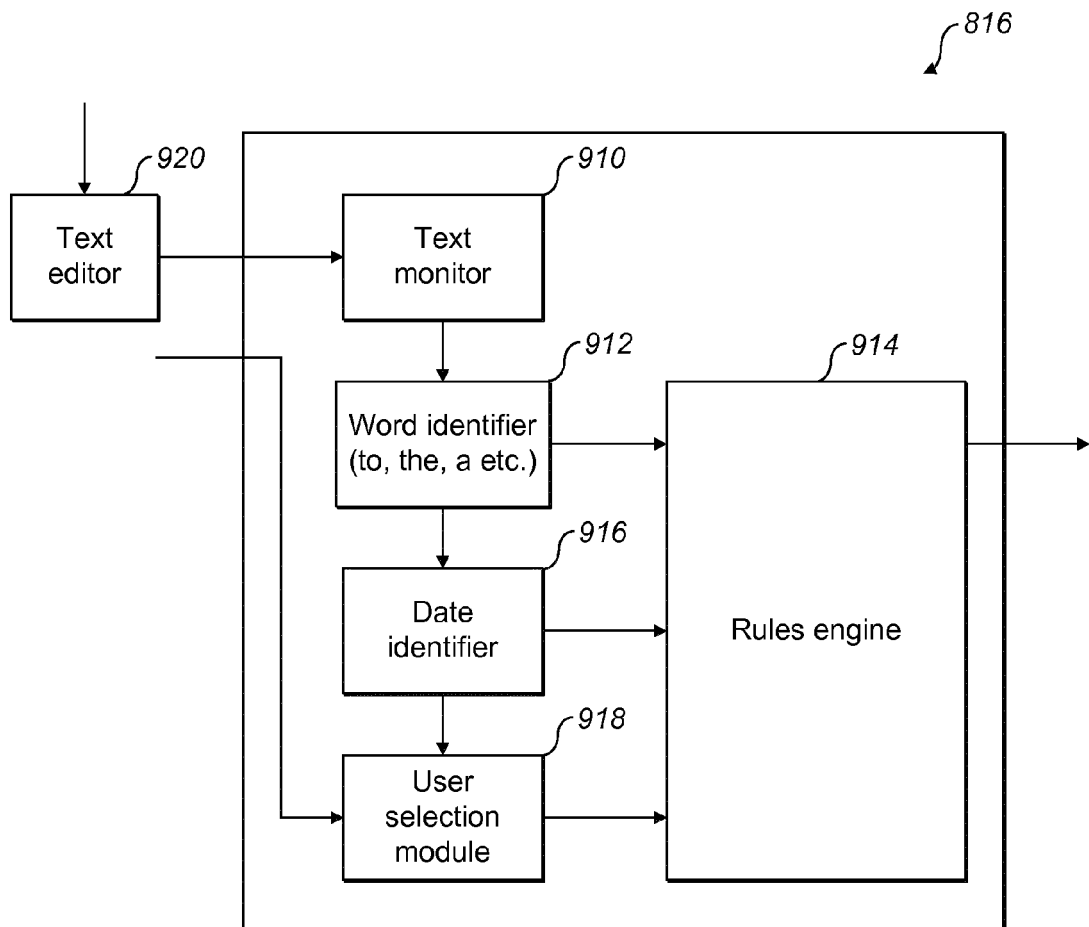 816
920
910
Text
editor
Text
monitor
912
914
Word identifier
(to, the, a etc.)
916
Date
identifier
Rules engine
918
User
selection
module